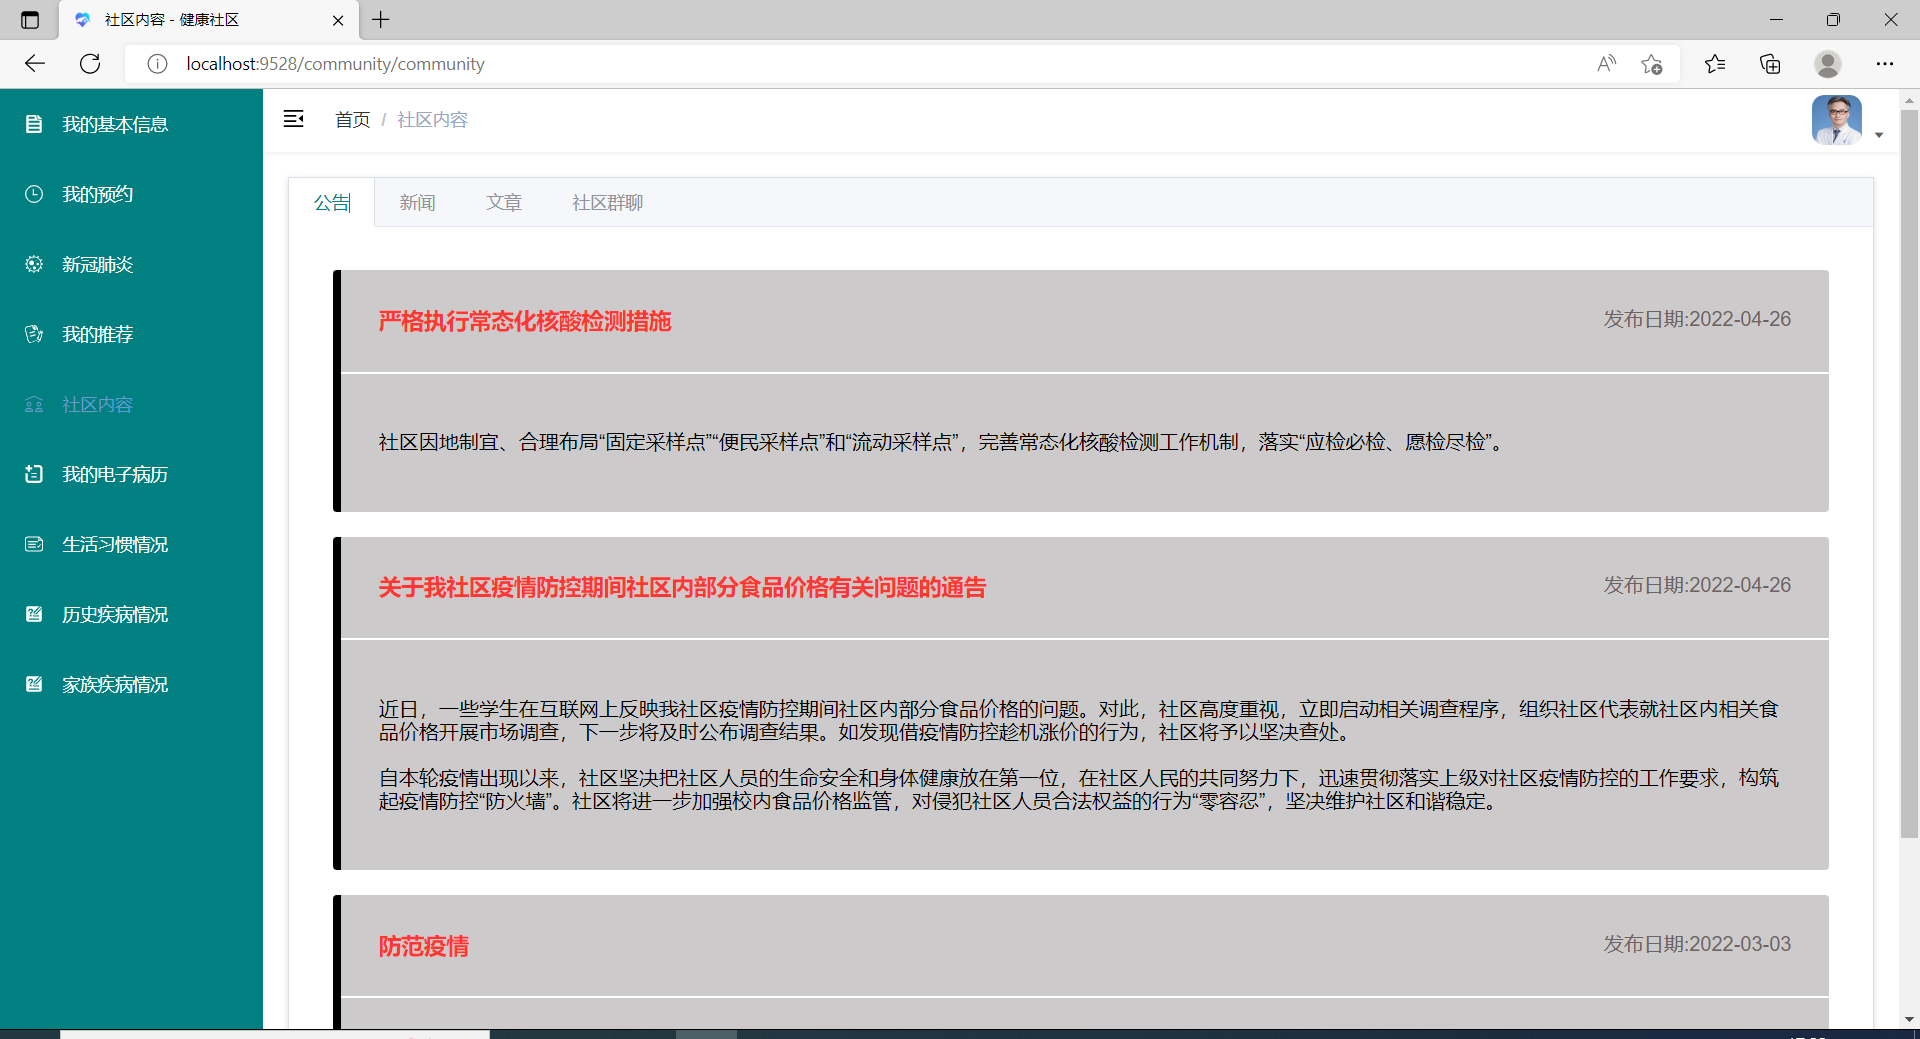 社区内容 - 健康社区
localhost:9528/community/community
我的基本信息
我的预约
新冠肺炎
我的推荐
社区内容
我的电子病历
生活习惯情况
历史疾病情况
家族疾病情况
首页 / 社区内容
公告 新闻 文章 社区群聊
严格执行常态化核酸检测措施 发布日期:2022-04-26
社区因地制宜、合理布局“固定采样点”“便民采样点”和“流动采样点”，完善常态化核酸检测工作机制，落实“应检必检、愿检尽检”。
关于我社区疫情防控期间社区内部分食品价格有关问题的通告 发布日期:2022-04-26
近日，一些学生在互联网上反映我社区疫情防控期间社区内部分食品价格的问题。对此，社区高度重视，立即启动相关调查程序，组织社区代表就社区内相关食
品价格开展市场调查，下一步将及时公布调查结果。如发现借疫情防控趁机涨价的行为，社区将予以坚决查处。
自本轮疫情出现以来，社区坚决把社区人员的生命安全和身体健康放在第一位，在社区人民的共同努力下，迅速贯彻落实上级对社区疫情防控的工作要求，构筑
起疫情防控“防火墙”。社区将进一步加强校内食品价格监管，对侵犯社区人员合法权益的行为“零容忍”，坚决维护社区和谐稳定。
防范疫情 发布日期:2022-03-03